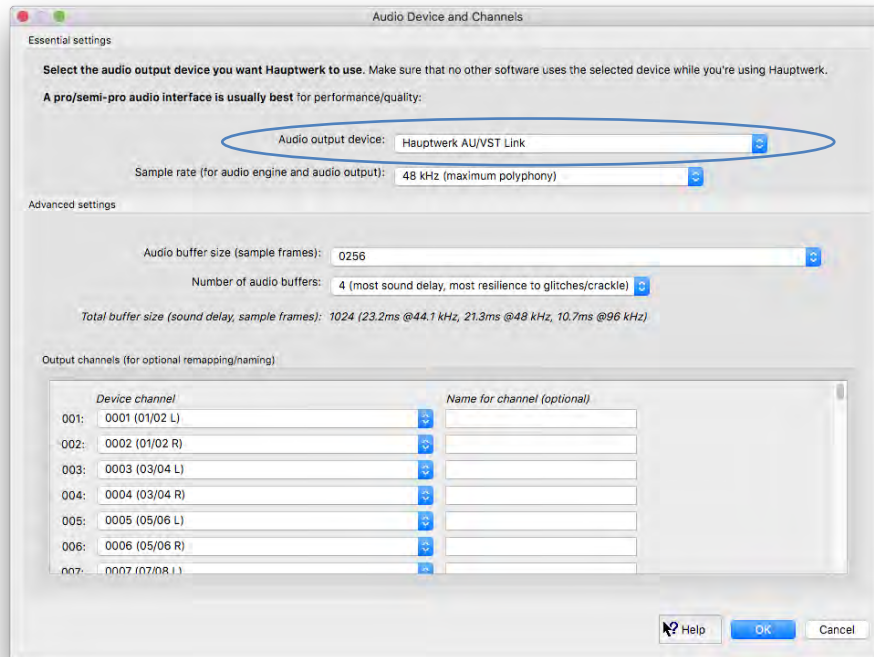 Audio Device and Channels
Essential settings
Select the audio output device you want Hauptwerk to use. Make sure that no other software uses the selected device while you're using Hauptwerk.
A pro/semi-pro audio interface is usually best for performance/quality:
Audio output device: Hauptwerk AU/VST Link
Sample rate (for audio engine and audio output): 48 kHz (maximum polyphony)
Advanced settings
Audio buffer size (sample frames): 0256
Number of audio buffers: 4 (most sound delay, most resilience to glitches/crackle)
Total buffer size (sound delay, sample frames): 1024 (23.2ms @44.1 kHz, 21.3ms @48 kHz, 10.7ms @96 kHz)
Output channels (for optional remapping/naming)
Device channel Name for channel (optional)
001: 0001 (01/02 L)
002: 0002 (01/02 R)
003: 0003 (03/04 L)
004: 0004 (03/04 R)
005: 0005 (05/06 L)
006: 0006 (05/06 R)
007: 0007 (07/08 L)
? Help OK Cancel